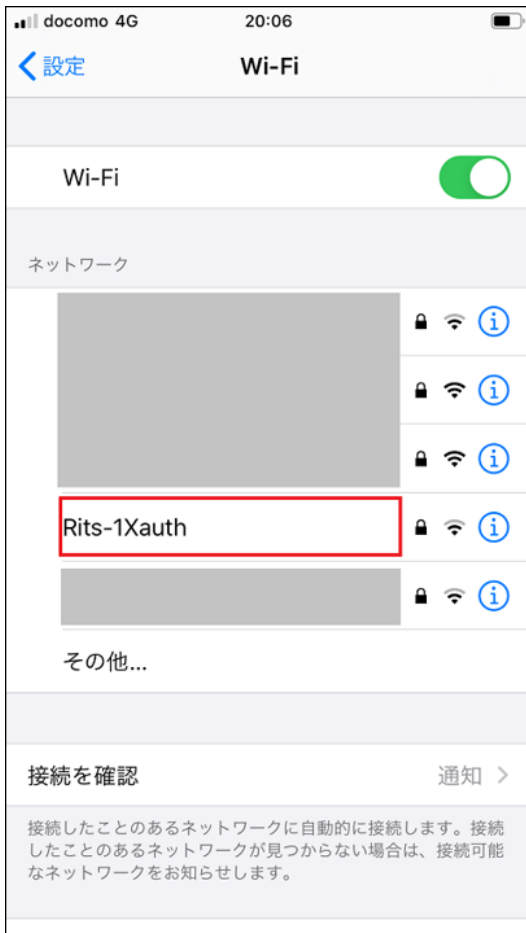 docomo 4G 20:06
設定 Wi-Fi
Wi-Fi
ネットワーク
Rits-1Xauth
その他...
接続を確認 通知
接続したことのあるネットワークに自動的に接続します。接続
したことのあるネットワークが見つからない場合は、接続可能
なネットワークをお知らせします。